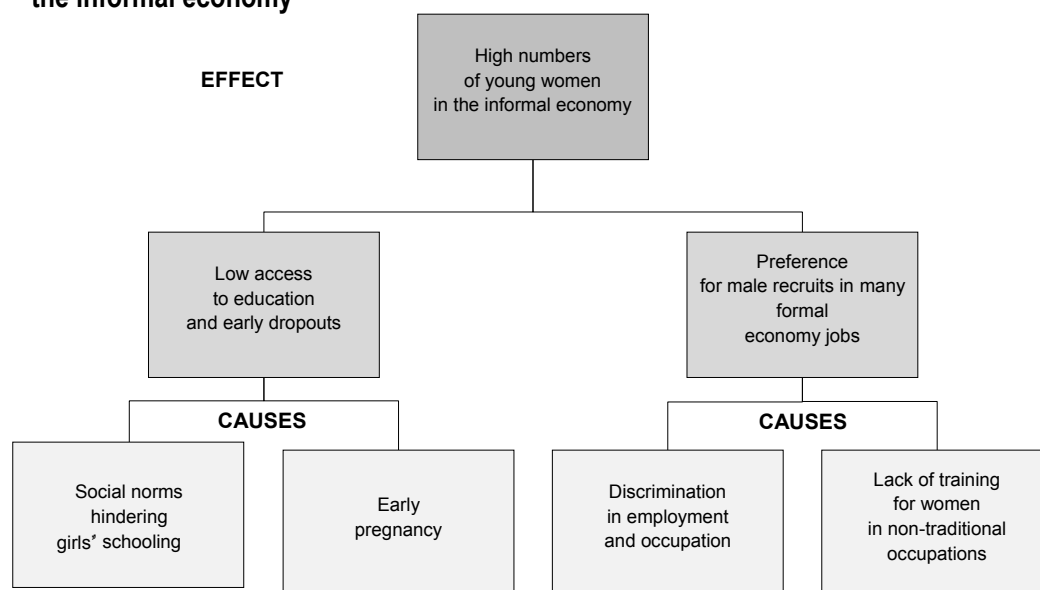 the informal economy
EFFECT
High numbers
of young women
in the informal economy
Low access
to education
and early dropouts
Preference
for male recruits in many
formal
economy jobs
CAUSES
CAUSES
Social norms
hindering
girls’ schooling
Early
pregnancy
Discrimination
in employment
and occupation
Lack of training
for women
in non-traditional
occupations